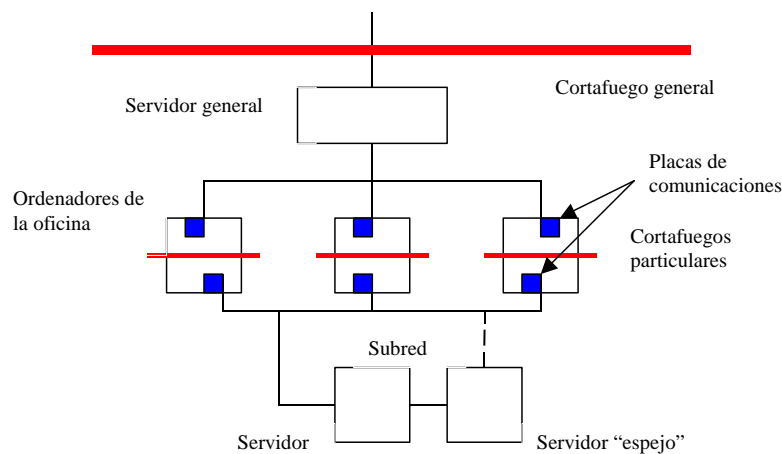 Servidor general
Cortafuego general
Placas de
comunicaciones
Ordenadores de
la oficina
Cortafuegos
particulares
Subred
Servidor
Servidor “espejo”